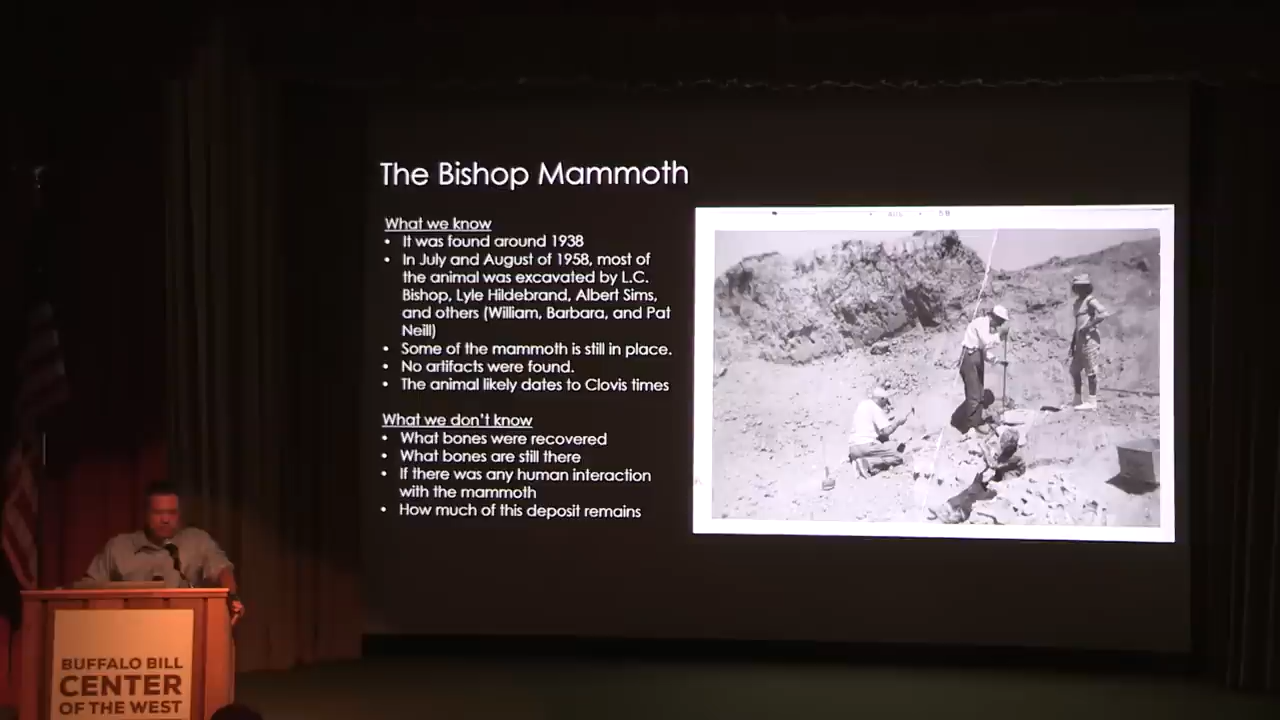 The Bishop Mammoth
What we know
• It was found around 1938
• In July and August of 1958, most of
the animal was excavated by L.C.
Bishop, Lyle Hildebrand, Albert Sims,
and others (William, Barbara, and Pat
Neill)
• Some of the mammoth is still in place.
• No artifacts were found.
• The animal likely dates to Clovis times
What we don't know
• What bones were recovered
• What bones are still there
• If there was any human interaction
with the mammoth
• How much of this deposit remains
AUG • 58
BUFFALO BILL
CENTER
OF THE WEST